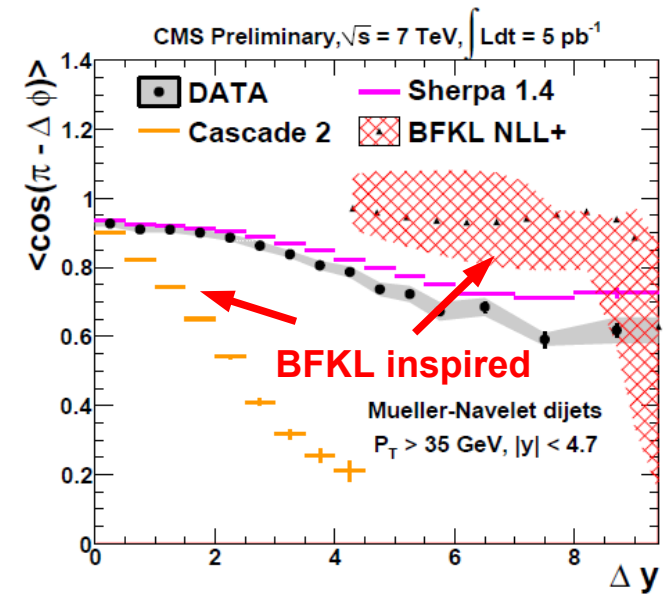 CMS Preliminary,√s = 7 TeV, ∫Ldt = 5 pb⁻¹
<cos(π - Δ ϕ)>
1.4
1.2
1
0.8
0.6
0.4
0.2
0
DATA
Sherpa 1.4
Cascade 2
BFKL NLL+
BFKL inspired
Mueller-Navelet dijets
P_T > 35 GeV, |y| < 4.7
0 2 4 6 8
Δ y